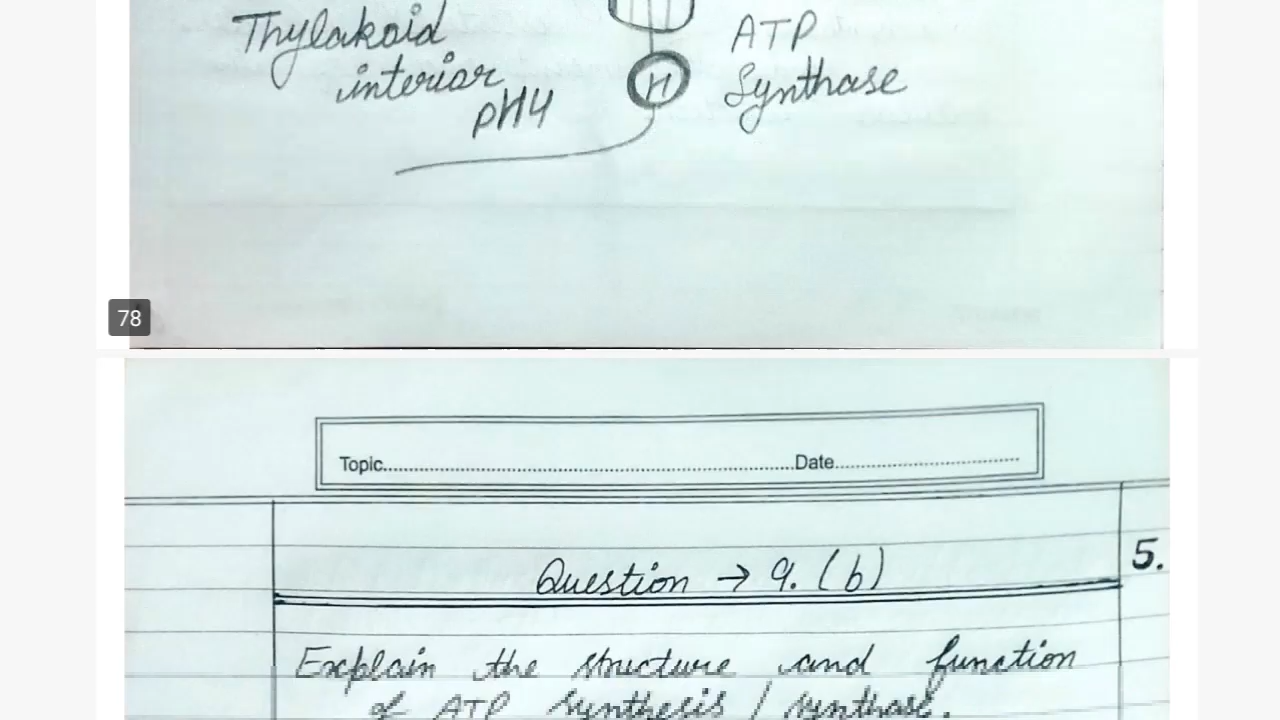 Thylakoid
interior
pH4
ATP
Synthase
H
78
Topic Date
5.
Question → 9. (b)
Explain the structure and function
of ATP synthesis / synthase.